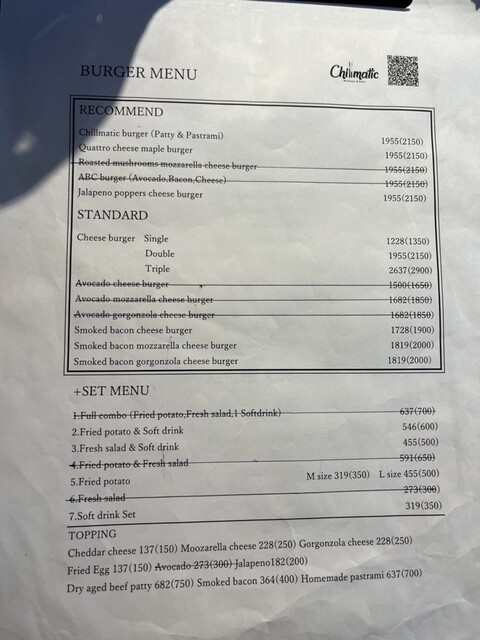 BURGER MENU
Chillmatic
RECOMMEND
Chillmatic burger (Patty & Pastrami) 1955(2150)
Quattro cheese maple burger 1955(2150)
Roasted mushrooms mozzarella cheese burger 1955(2150)
ABC burger (Avocado,Bacon,Cheese) 1955(2150)
Jalapeno poppers cheese burger 1955(2150)
STANDARD
Cheese burger Single 1228(1350)
Double 1955(2150)
Triple 2637(2900)
Avocado cheese burger 1500(1650)
Avocado mozzarella cheese burger 1682(1850)
Avocado gorgonzola cheese burger 1682(1850)
Smoked bacon cheese burger 1728(1900)
Smoked bacon mozzarella cheese burger 1819(2000)
Smoked bacon gorgonzola cheese burger 1819(2000)
+SET MENU
1.Full combo (Fried potato,Fresh salad,1 Softdrink) 637(700)
2.Fried potato & Soft drink 546(600)
3.Fresh salad & Soft drink 455(500)
4.Fried potato & Fresh salad 591(650)
5.Fried potato M size 319(350) L size 455(500)
6.Fresh salad 273(300)
7.Soft drink Set 319(350)
TOPPING
Cheddar cheese 137(150) Moozarella cheese 228(250) Gorgonzola cheese 228(250)
Fried Egg 137(150) Avocado 273(300) Jalapeno182(200)
Dry aged beef patty 682(750) Smoked bacon 364(400) Homemade pastrami 637(700)